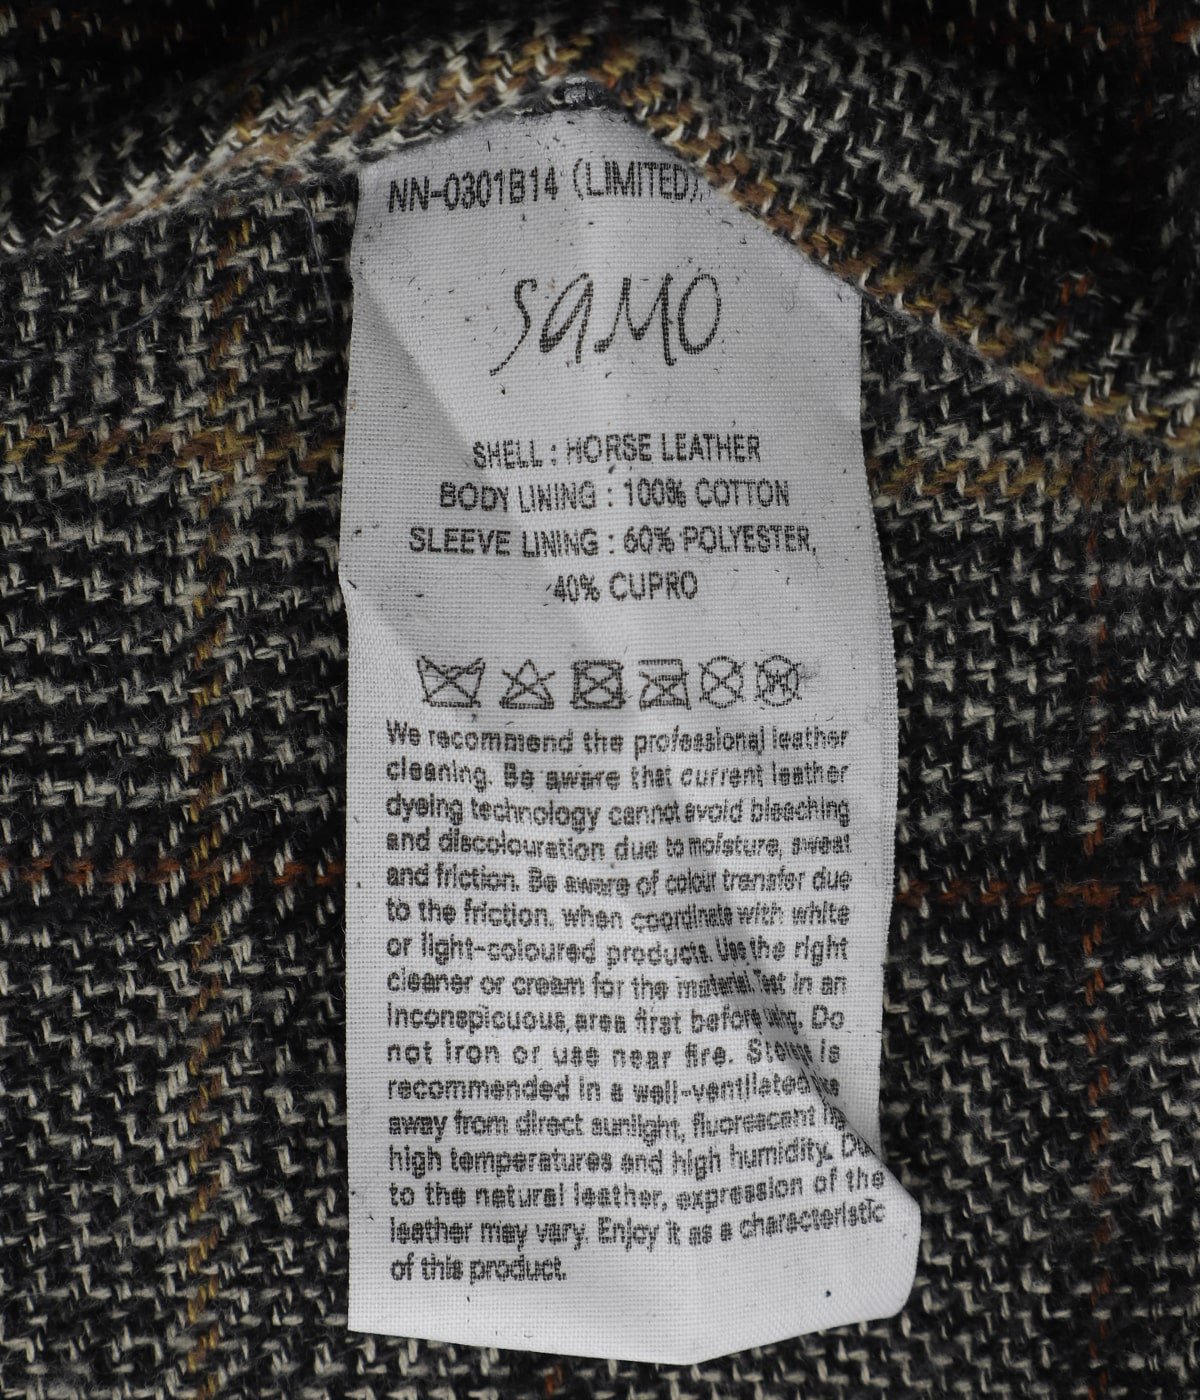 NN-0301B14 (LIMITED)
SAMO
SHELL : HORSE LEATHER
BODY LINING : 100% COTTON
SLEEVE LINING : 60% POLYESTER,
40% CUPRO
We recommend the professional leather
cleaning. Be aware that current leather
dyeing technology cannot avoid bleaching
and discolouration due to moisture, sweat
and friction. Be aware of colour transfer due
to the friction, when coordinate with white
or light-coloured products. Use the right
cleaner or cream for the material. Test in an
inconspicuous area first before using. Do
not iron or use near fire. Storage is
recommended in a well-ventilated
away from direct sunlight, fluorescent
high temperatures and high humidity. Due
to the natural leather, expression of the
leather may vary. Enjoy it as a characteristic
of this product.